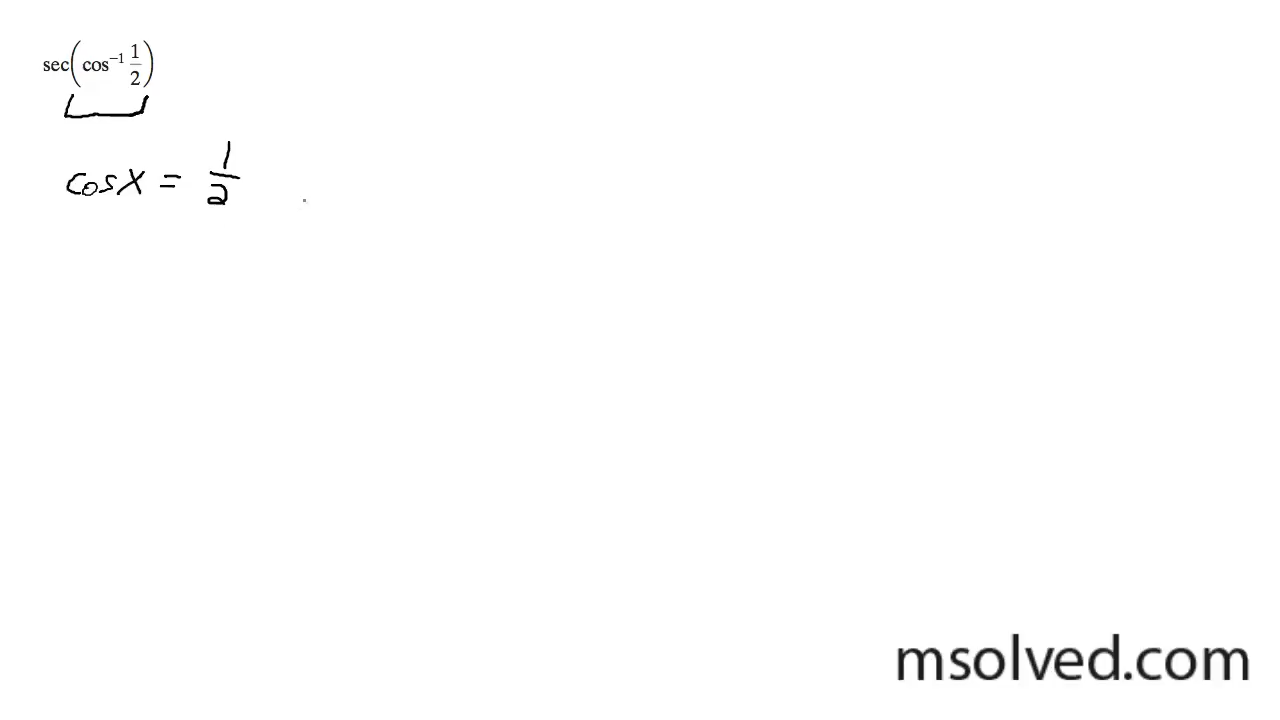 sec(cos⁻¹ 1/2)
cosx = 1/2
msolved.com